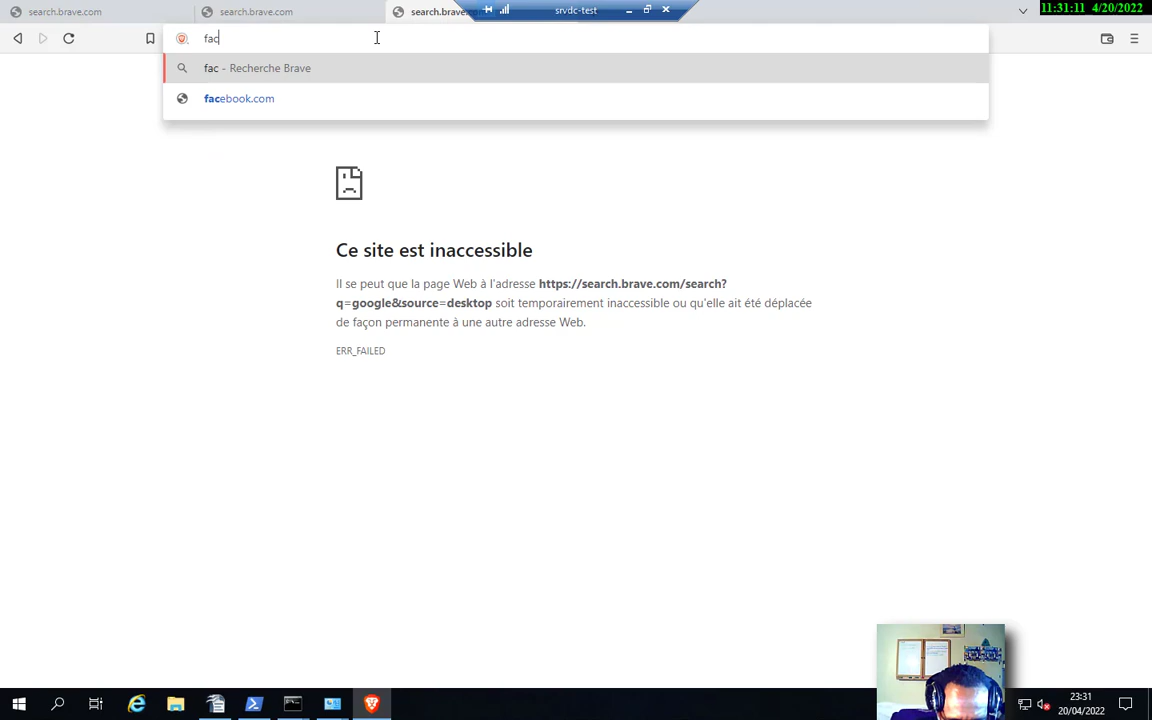 search.brave.com
search.brave.com
search.brave.c
srvdc-test
11:31:11 4/20/2022
fac
fac - Recherche Brave
facebook.com
Ce site est inaccessible
Il se peut que la page Web à l'adresse https://search.brave.com/search?
q=google&source=desktop soit temporairement inaccessible ou qu'elle ait été déplacée
de façon permanente à une autre adresse Web.
ERR_FAILED
23:31
20/04/2022